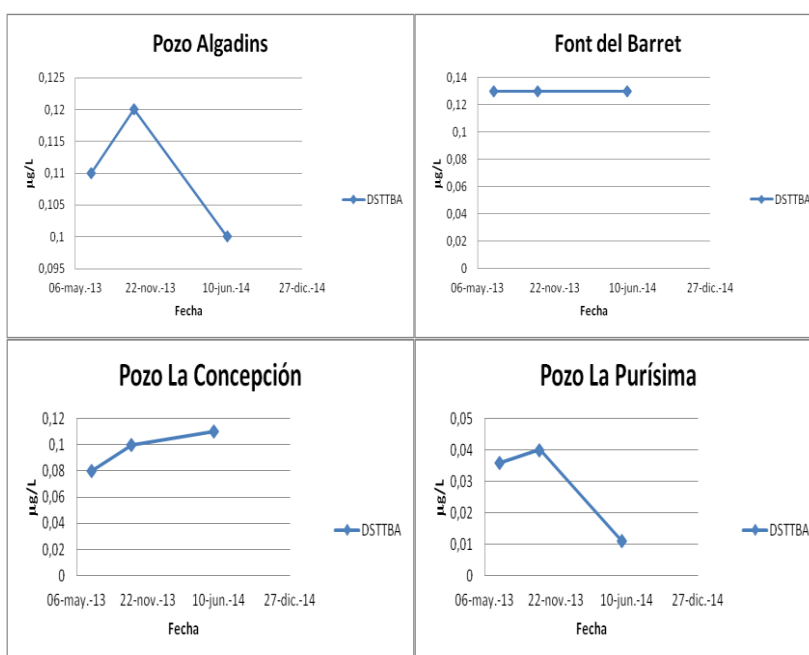 Pozo Algadins
0,125
0,12
0,115
0,11
0,105
0,1
0,095
µg/L
06-may.-13 22-nov.-13 10-jun.-14 27-dic.-14
Fecha
DSTTBA
Font del Barret
0,14
0,12
0,1
0,08
0,06
0,04
0,02
0
µg/L
06-may.-13 22-nov.-13 10-jun.-14 27-dic.-14
Fecha
DSTTBA
Pozo La Concepción
0,12
0,1
0,08
0,06
0,04
0,02
0
µg/L
06-may.-13 22-nov.-13 10-jun.-14 27-dic.-14
Fecha
DSTTBA
Pozo La Purísima
0,05
0,04
0,03
0,02
0,01
0
µg/L
06-may.-13 22-nov.-13 10-jun.-14 27-dic.-14
Fecha
DSTTBA